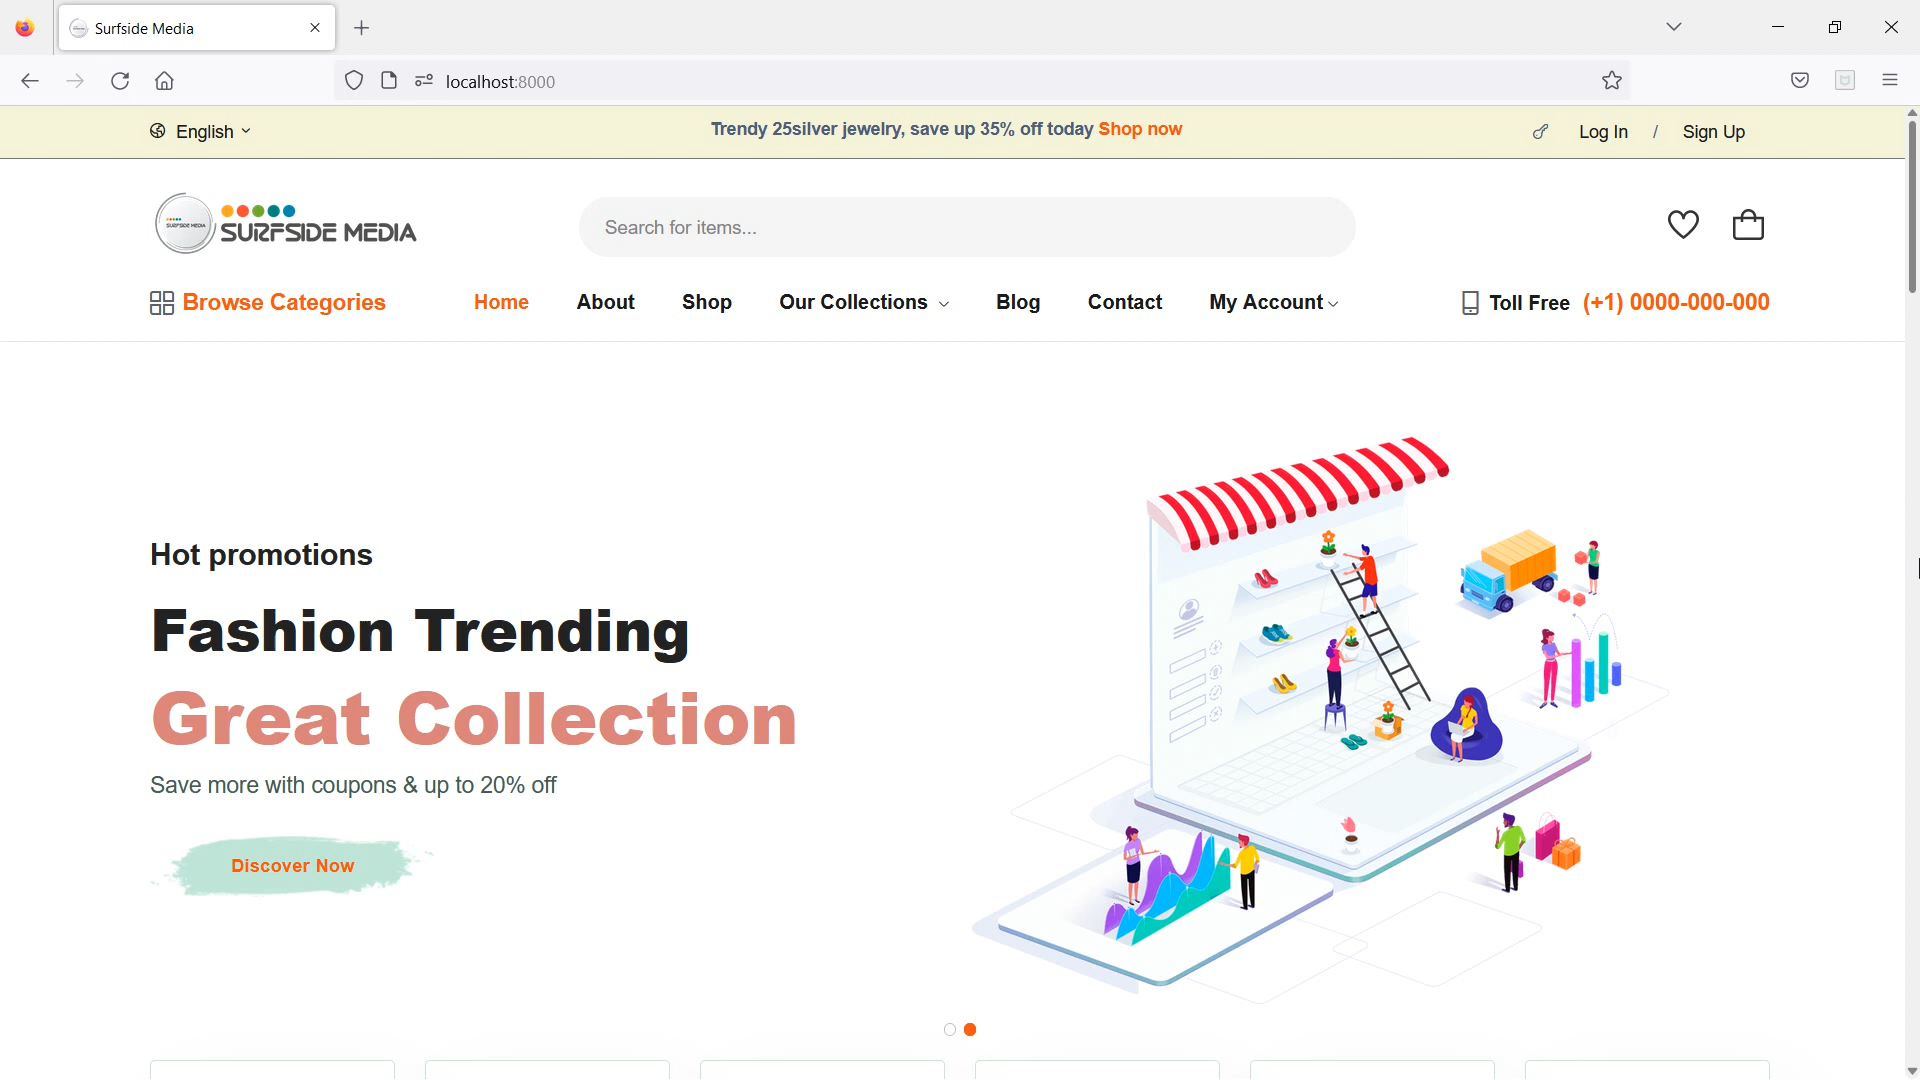 Surfside Media
localhost:8000
English
Trendy 25silver jewelry, save up 35% off today Shop now
Log In / Sign Up
SURFSIDE MEDIA
SURFSIDE MEDIA
Search for items...
Browse Categories
Home
About
Shop
Our Collections
Blog
Contact
My Account
Toll Free (+1) 0000-000-000
Hot promotions
Fashion Trending
Great Collection
Save more with coupons & up to 20% off
Discover Now